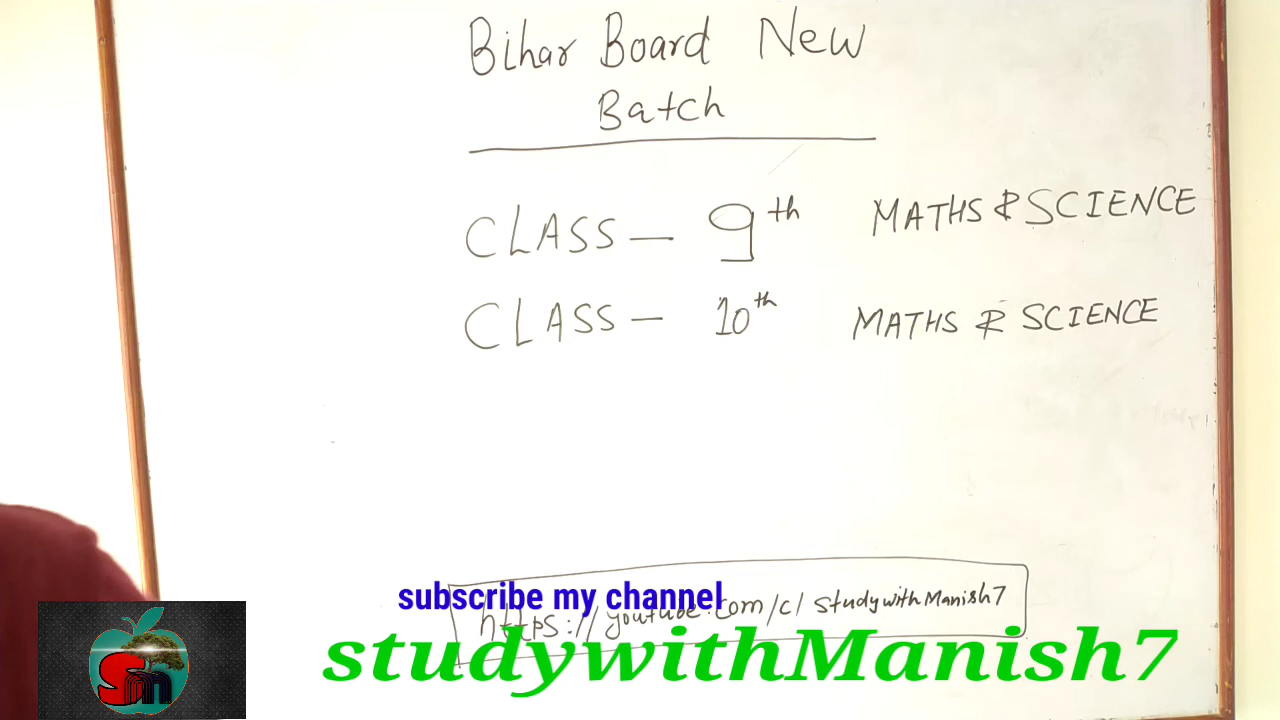 Bihar Board New
Batch
CLASS — 9th MATHS & SCIENCE
CLASS — 10th MATHS & SCIENCE
https://youtube.com/c/studywithManish7
subscribe my channel
studywithManish7
Sm